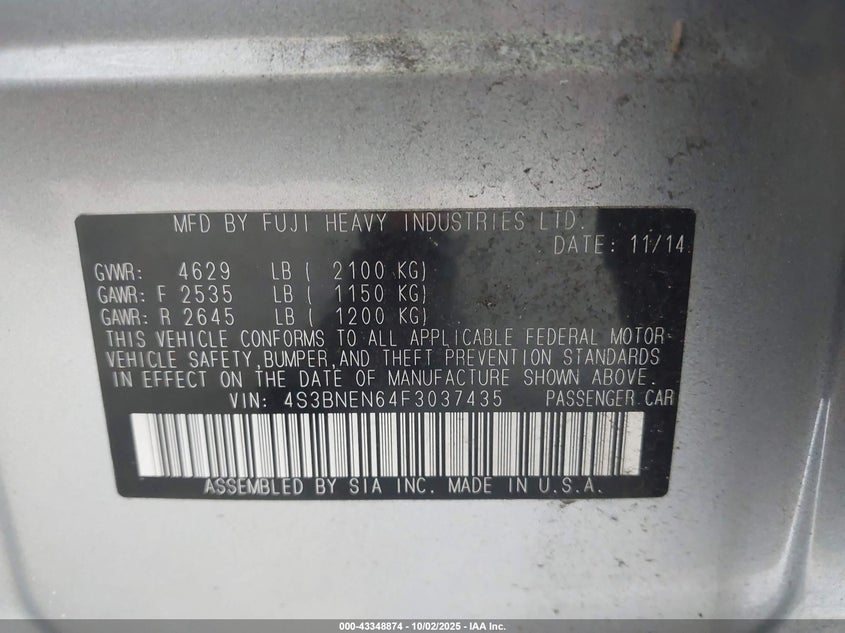 MFD BY FUJI HEAVY INDUSTRIES LTD.
DATE: 11/14
GVWR: 4629 LB ( 2100 KG)
GAWR: F 2535 LB ( 1150 KG)
GAWR: R 2645 LB ( 1200 KG)
THIS VEHICLE CONFORMS TO ALL APPLICABLE FEDERAL MOTOR
VEHICLE SAFETY, BUMPER, AND THEFT PREVENTION STANDARDS
IN EFFECT ON THE DATE OF MANUFACTURE SHOWN ABOVE.
VIN: 4S3BNEN64F3037435 PASSENGER CAR
ASSEMBLED BY SIA INC. MADE IN U.S.A.
000-43348874 | 10/02/2025 - IAA Inc.